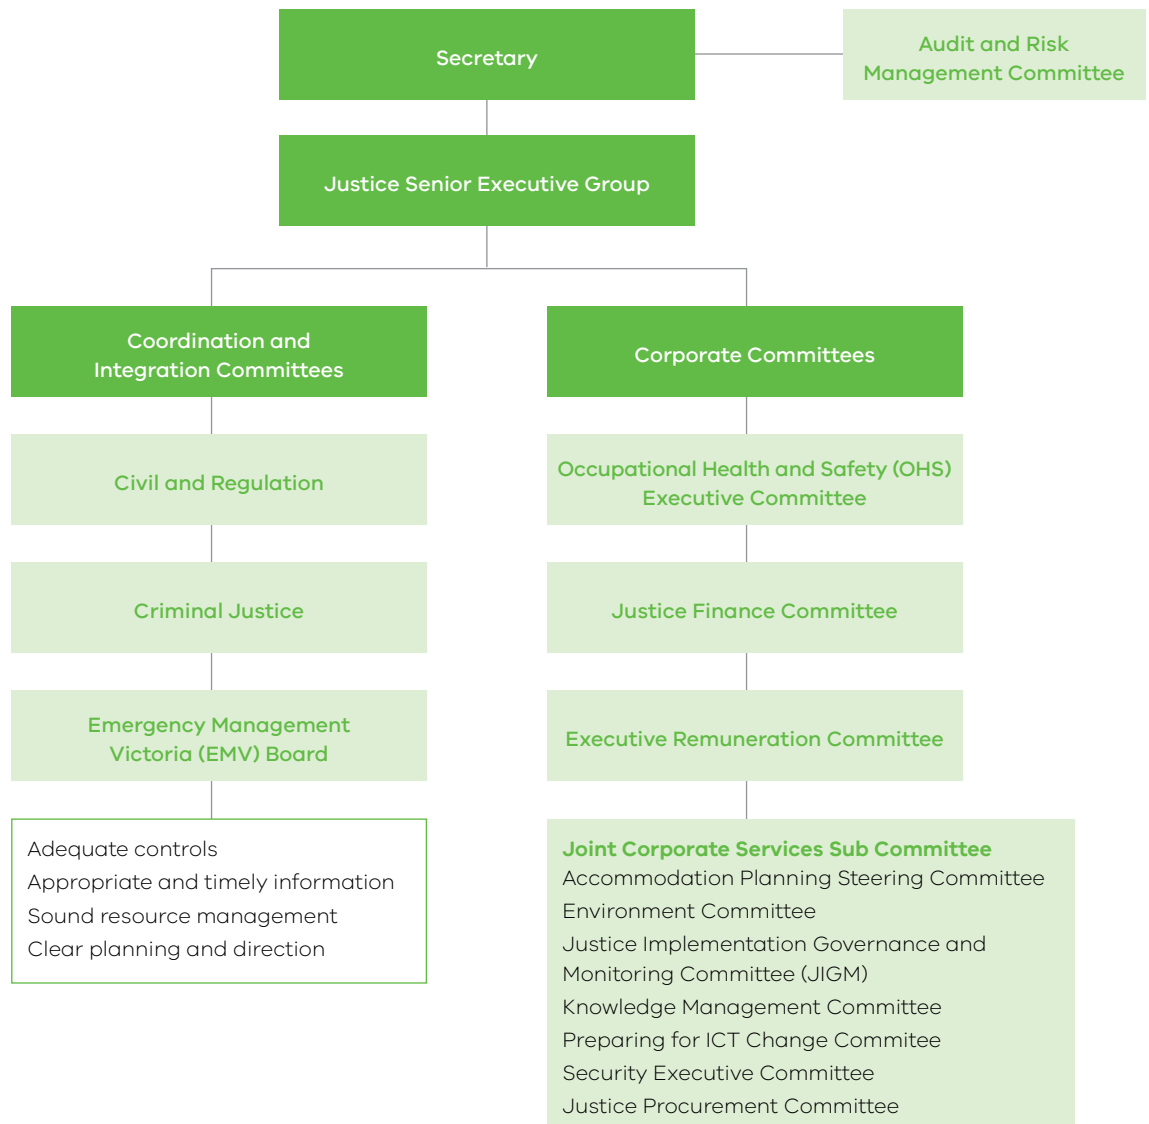 Secretary
Audit and Risk
Management Committee
Justice Senior Executive Group
Coordination and
Integration Committees
Civil and Regulation
Criminal Justice
Emergency Management
Victoria (EMV) Board
Adequate controls
Appropriate and timely information
Sound resource management
Clear planning and direction
Corporate Committees
Occupational Health and Safety (OHS)
Executive Committee
Justice Finance Committee
Executive Remuneration Committee
Joint Corporate Services Sub Committee
Accommodation Planning Steering Committee
Environment Committee
Justice Implementation Governance and
Monitoring Committee (JIGM)
Knowledge Management Committee
Preparing for ICT Change Commitee
Security Executive Committee
Justice Procurement Committee